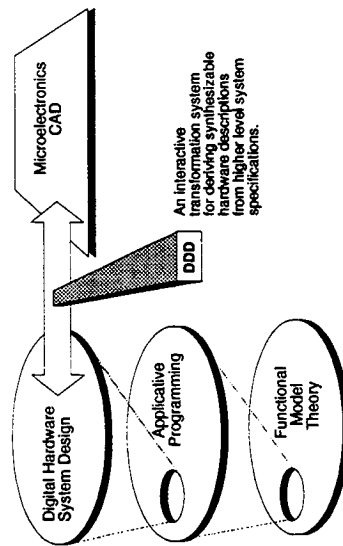 Digital Hardware
System Design
Microelectronics
CAD
Applicative
Programming
DDD
An interactive
transformation system
for deriving synthesizable
hardware descriptions
from higher level system
specifications.
Functional
Model
Theory